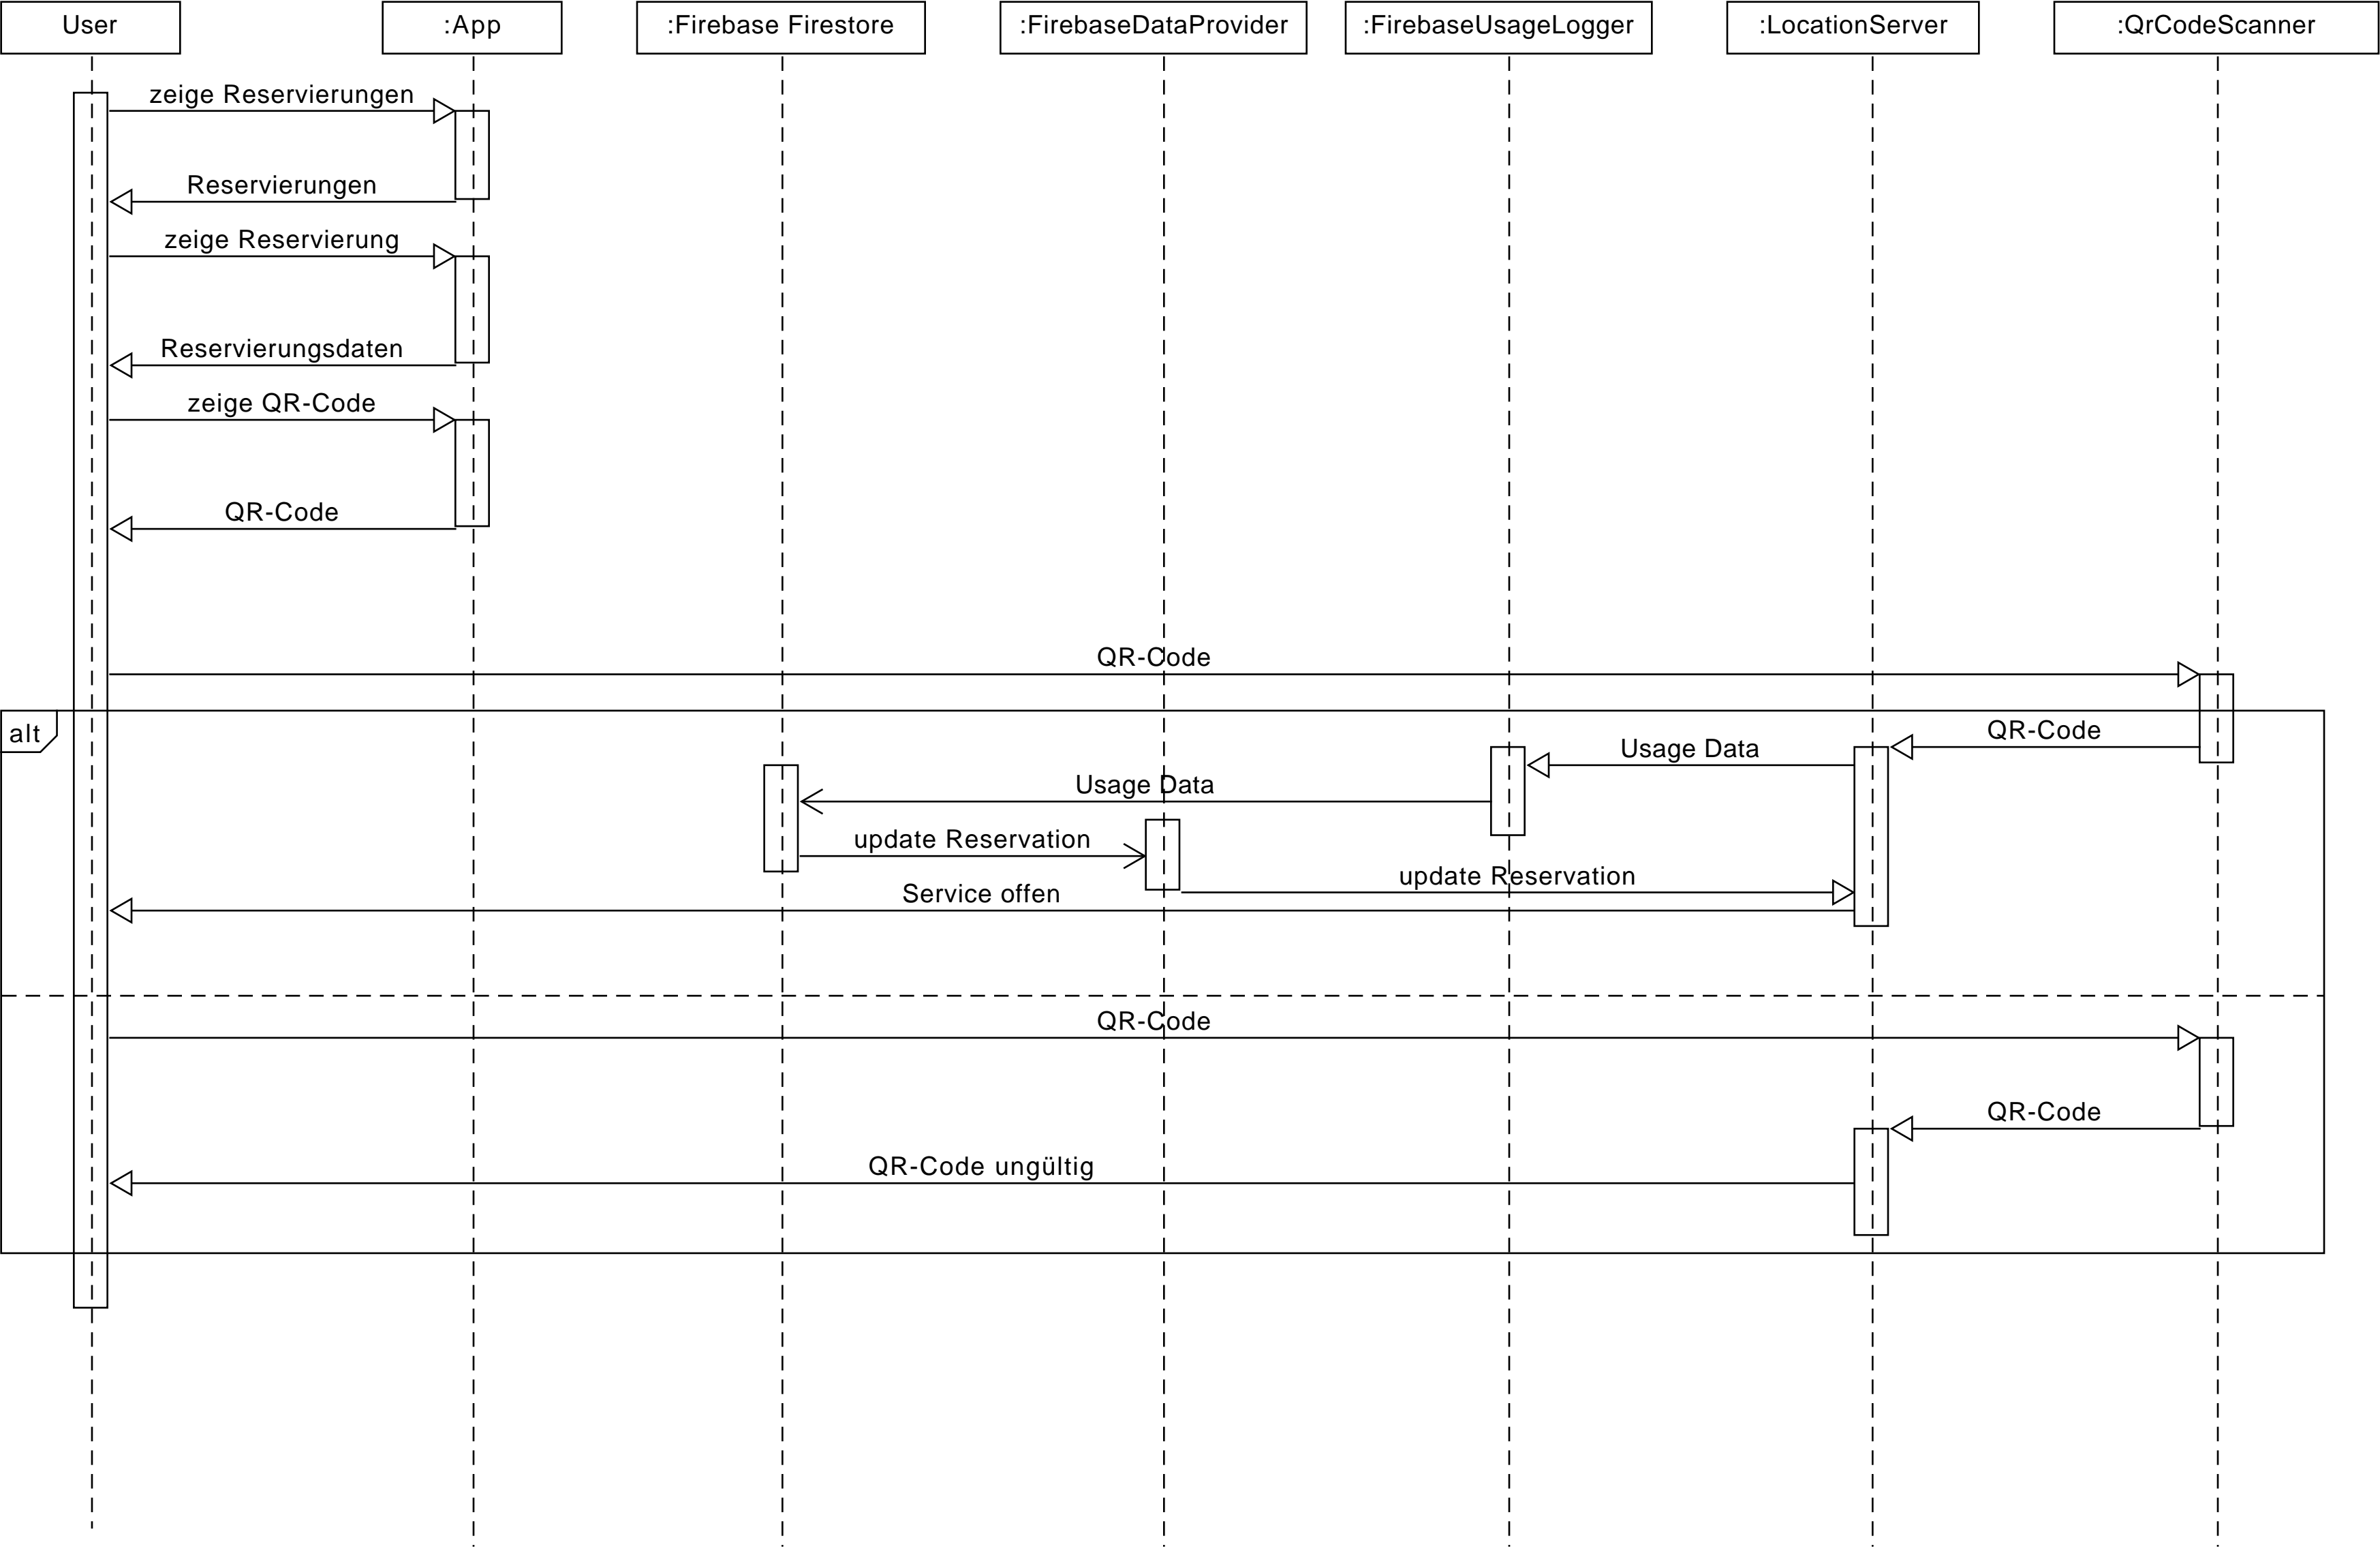 User
:App
:Firebase Firestore
:FirebaseDataProvider
:FirebaseUsageLogger
:LocationServer
:QrCodeScanner
zeige Reservierungen
Reservierungen
zeige Reservierung
Reservierungsdaten
zeige QR-Code
QR-Code
QR-Code
alt
QR-Code
Usage Data
Usage Data
update Reservation
update Reservation
Service offen
QR-Code
QR-Code
QR-Code ungültig